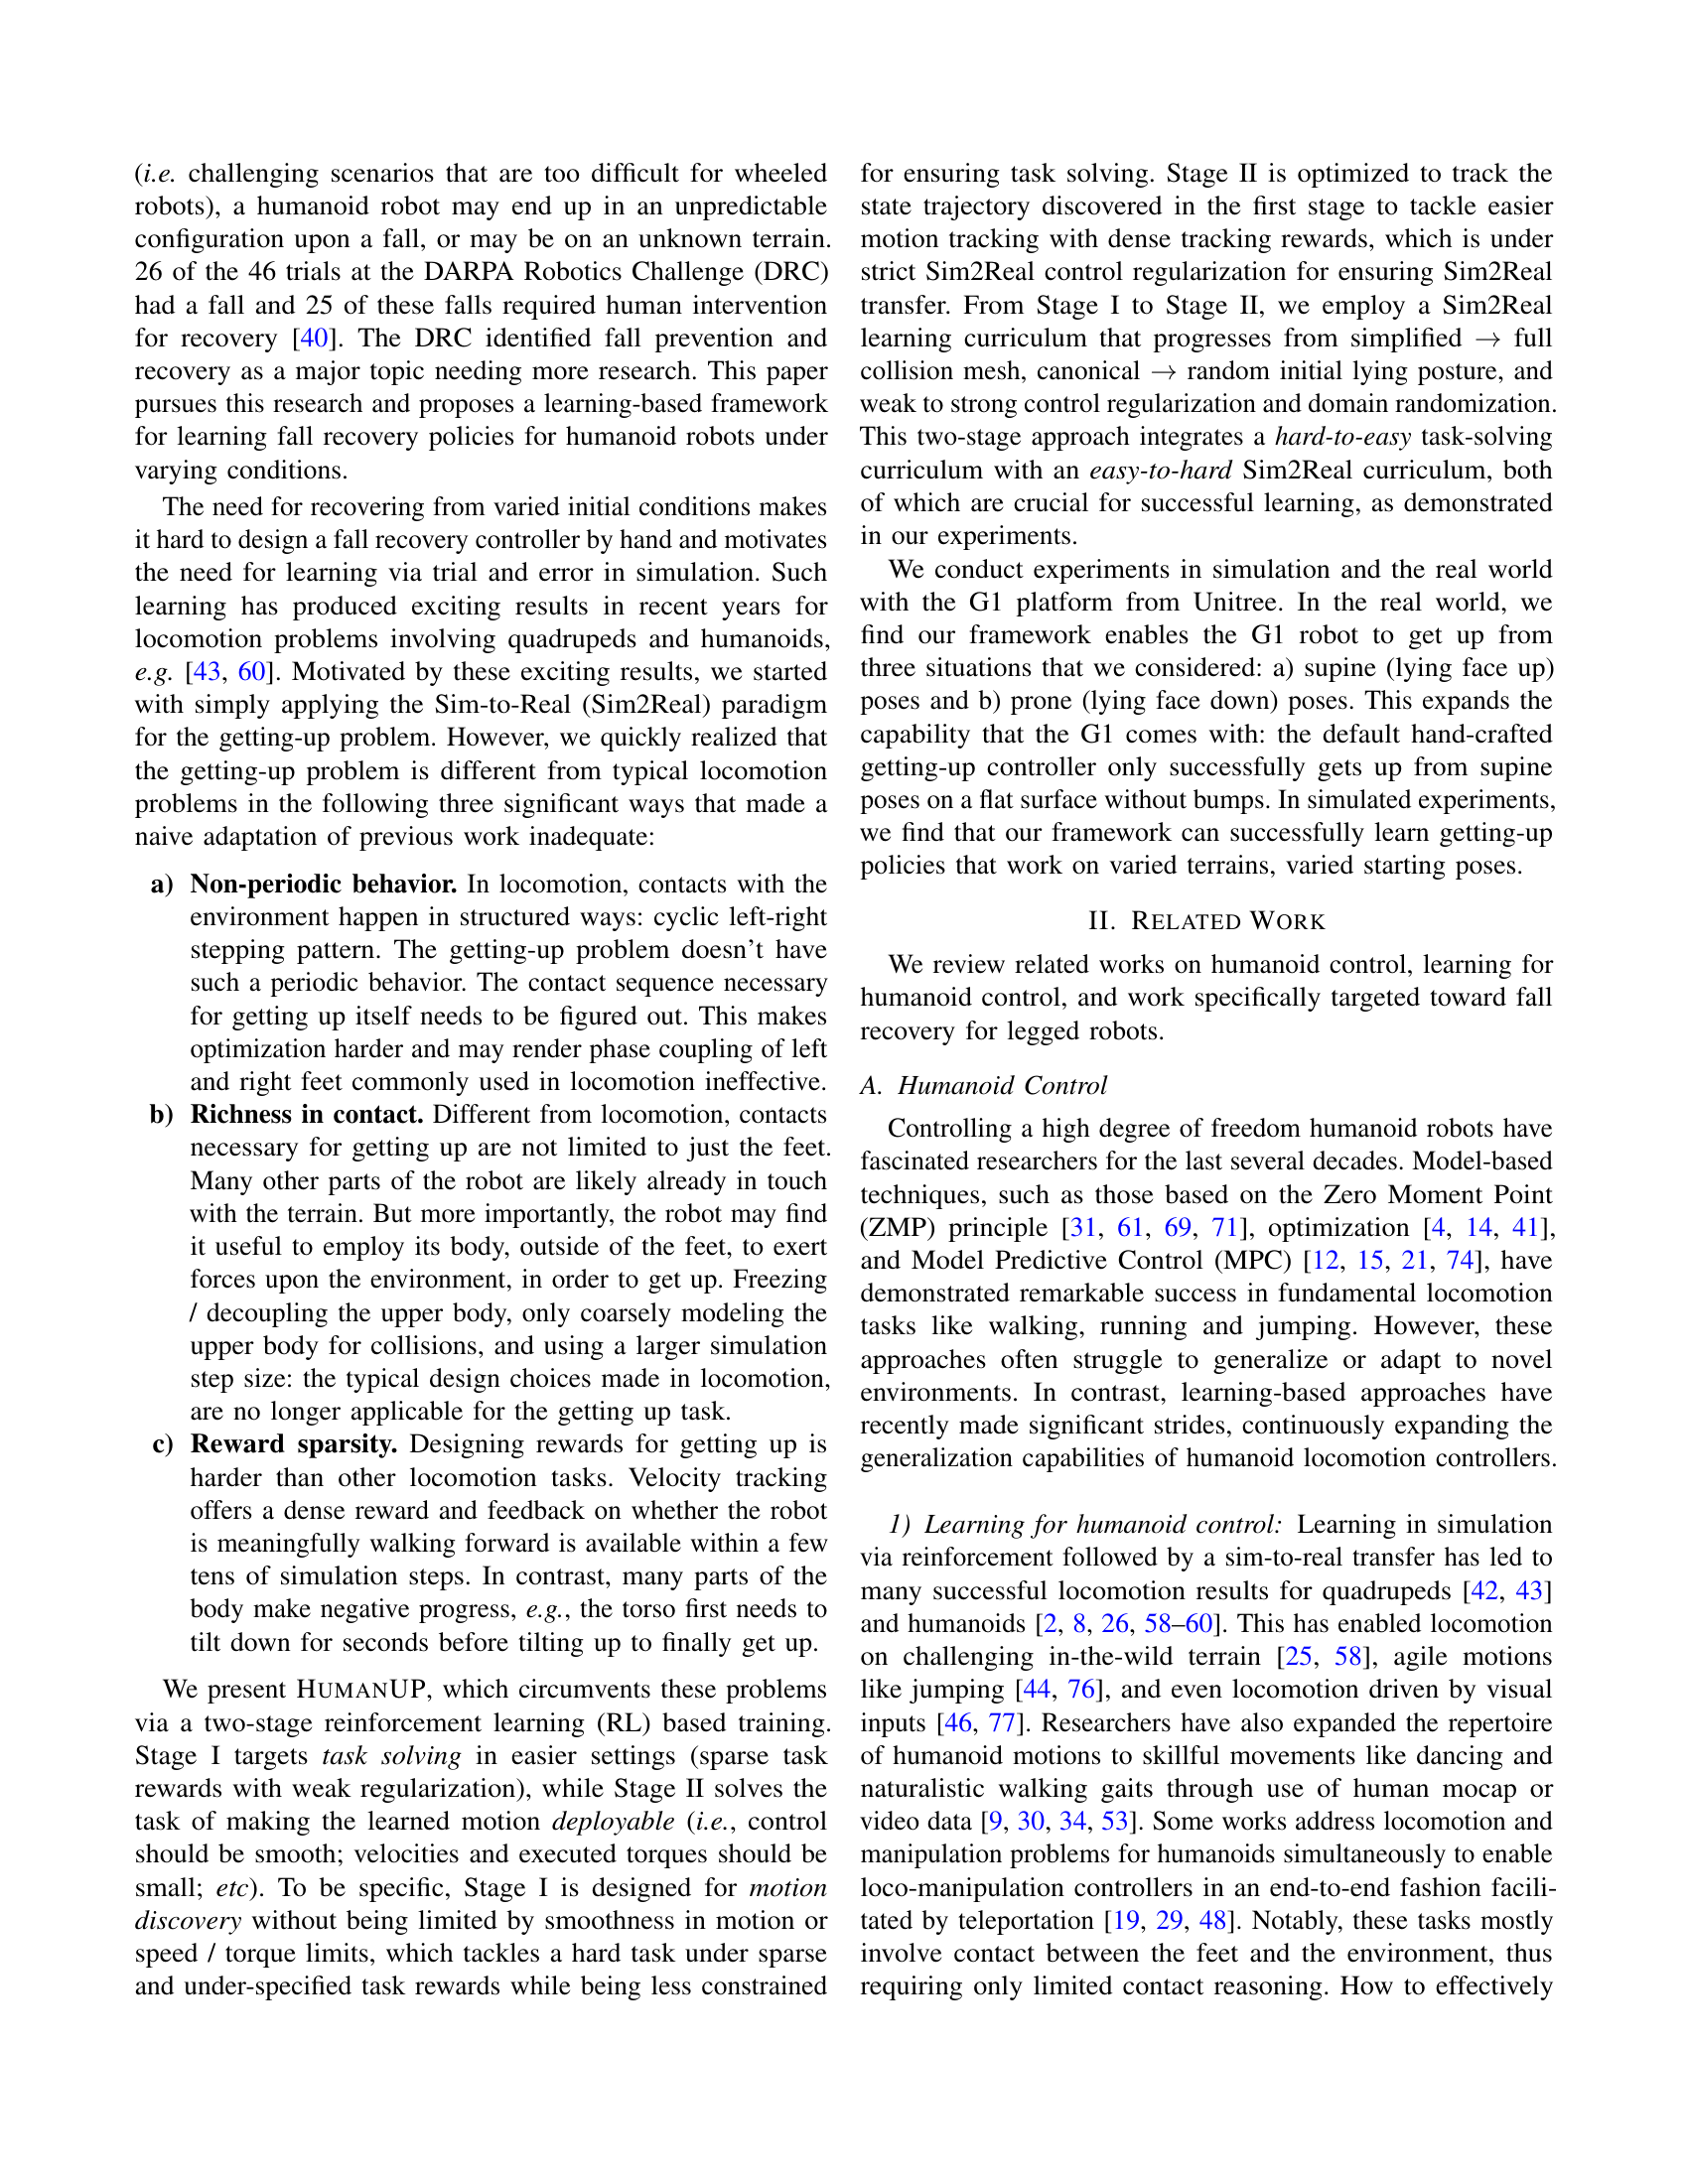 (i.e. challenging scenarios that are too difficult for wheeled
robots), a humanoid robot may end up in an unpredictable
configuration upon a fall, or may be on an unknown terrain.
26 of the 46 trials at the DARPA Robotics Challenge (DRC)
had a fall and 25 of these falls required human intervention
for recovery [40]. The DRC identified fall prevention and
recovery as a major topic needing more research. This paper
pursues this research and proposes a learning-based framework
for learning fall recovery policies for humanoid robots under
varying conditions.
The need for recovering from varied initial conditions makes
it hard to design a fall recovery controller by hand and motivates
the need for learning via trial and error in simulation. Such
learning has produced exciting results in recent years for
locomotion problems involving quadrupeds and humanoids,
e.g. [43, 60]. Motivated by these exciting results, we started
with simply applying the Sim-to-Real (Sim2Real) paradigm
for the getting-up problem. However, we quickly realized that
the getting-up problem is different from typical locomotion
problems in the following three significant ways that made a
naive adaptation of previous work inadequate:
a) Non-periodic behavior. In locomotion, contacts with the
environment happen in structured ways: cyclic left-right
stepping pattern. The getting-up problem doesn't have
such a periodic behavior. The contact sequence necessary
for getting up itself needs to be figured out. This makes
optimization harder and may render phase coupling of left
and right feet commonly used in locomotion ineffective.
b) Richness in contact. Different from locomotion, contacts
necessary for getting up are not limited to just the feet.
Many other parts of the robot are likely already in touch
with the terrain. But more importantly, the robot may find
it useful to employ its body, outside of the feet, to exert
forces upon the environment, in order to get up. Freezing
/ decoupling the upper body, only coarsely modeling the
upper body for collisions, and using a larger simulation
step size: the typical design choices made in locomotion,
are no longer applicable for the getting up task.
c) Reward sparsity. Designing rewards for getting up is
harder than other locomotion tasks. Velocity tracking
offers a dense reward and feedback on whether the robot
is meaningfully walking forward is available within a few
tens of simulation steps. In contrast, many parts of the
body make negative progress, e.g., the torso first needs to
tilt down for seconds before tilting up to finally get up.
We present HUMANUP, which circumvents these problems
via a two-stage reinforcement learning (RL) based training.
Stage I targets task solving in easier settings (sparse task
rewards with weak regularization), while Stage II solves the
task of making the learned motion deployable (i.e., control
should be smooth; velocities and executed torques should be
small; etc). To be specific, Stage I is designed for motion
discovery without being limited by smoothness in motion or
speed / torque limits, which tackles a hard task under sparse
and under-specified task rewards while being less constrained
for ensuring task solving. Stage II is optimized to track the
state trajectory discovered in the first stage to tackle easier
motion tracking with dense tracking rewards, which is under
strict Sim2Real control regularization for ensuring Sim2Real
transfer. From Stage I to Stage II, we employ a Sim2Real
learning curriculum that progresses from simplified → full
collision mesh, canonical → random initial lying posture, and
weak to strong control regularization and domain randomization.
This two-stage approach integrates a hard-to-easy task-solving
curriculum with an easy-to-hard Sim2Real curriculum, both
of which are crucial for successful learning, as demonstrated
in our experiments.
We conduct experiments in simulation and the real world
with the G1 platform from Unitree. In the real world, we
find our framework enables the G1 robot to get up from
three situations that we considered: a) supine (lying face up)
poses and b) prone (lying face down) poses. This expands the
capability that the G1 comes with: the default hand-crafted
getting-up controller only successfully gets up from supine
poses on a flat surface without bumps. In simulated experiments,
we find that our framework can successfully learn getting-up
policies that work on varied terrains, varied starting poses.
II. RELATED WORK
We review related works on humanoid control, learning for
humanoid control, and work specifically targeted toward fall
recovery for legged robots.
A. Humanoid Control
Controlling a high degree of freedom humanoid robots have
fascinated researchers for the last several decades. Model-based
techniques, such as those based on the Zero Moment Point
(ZMP) principle [31, 61, 69, 71], optimization [4, 14, 41],
and Model Predictive Control (MPC) [12, 15, 21, 74], have
demonstrated remarkable success in fundamental locomotion
tasks like walking, running and jumping. However, these
approaches often struggle to generalize or adapt to novel
environments. In contrast, learning-based approaches have
recently made significant strides, continuously expanding the
generalization capabilities of humanoid locomotion controllers.
1) Learning for humanoid control: Learning in simulation
via reinforcement followed by a sim-to-real transfer has led to
many successful locomotion results for quadrupeds [42, 43]
and humanoids [2, 8, 26, 58–60]. This has enabled locomotion
on challenging in-the-wild terrain [25, 58], agile motions
like jumping [44, 76], and even locomotion driven by visual
inputs [46, 77]. Researchers have also expanded the repertoire
of humanoid motions to skillful movements like dancing and
naturalistic walking gaits through use of human mocap or
video data [9, 30, 34, 53]. Some works address locomotion and
manipulation problems for humanoids simultaneously to enable
loco-manipulation controllers in an end-to-end fashion facili-
tated by teleportation [19, 29, 48]. Notably, these tasks mostly
involve contact between the feet and the environment, thus
requiring only limited contact reasoning. How to effectively